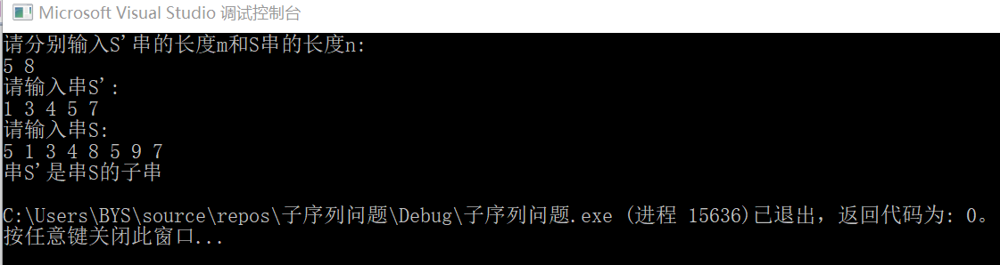 Microsoft Visual Studio 调试控制台
请分别输入S'串的长度m和S串的长度n:
5 8
请输入串S':
1 3 4 5 7
请输入串S:
5 1 3 4 8 5 9 7
串S'是串S的子串
C:\Users\BYS\source\repos\子序列问题\Debug\子序列问题.exe (进程 15636)已退出，返回代码为: 0。
按任意键关闭此窗口...